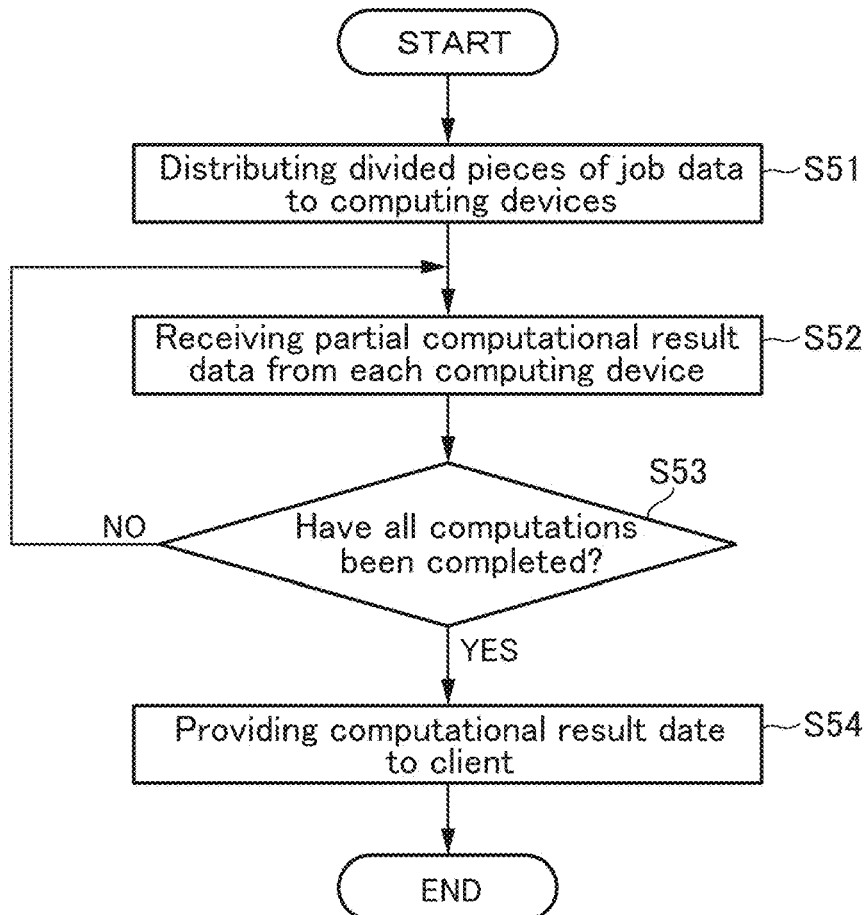 START
Distributing divided pieces of job data
to computing devices
S51
Receiving partial computational result
data from each computing device
S52
S53
Have all computations
been completed?
NO
YES
Providing computational result date
to client
S54
END